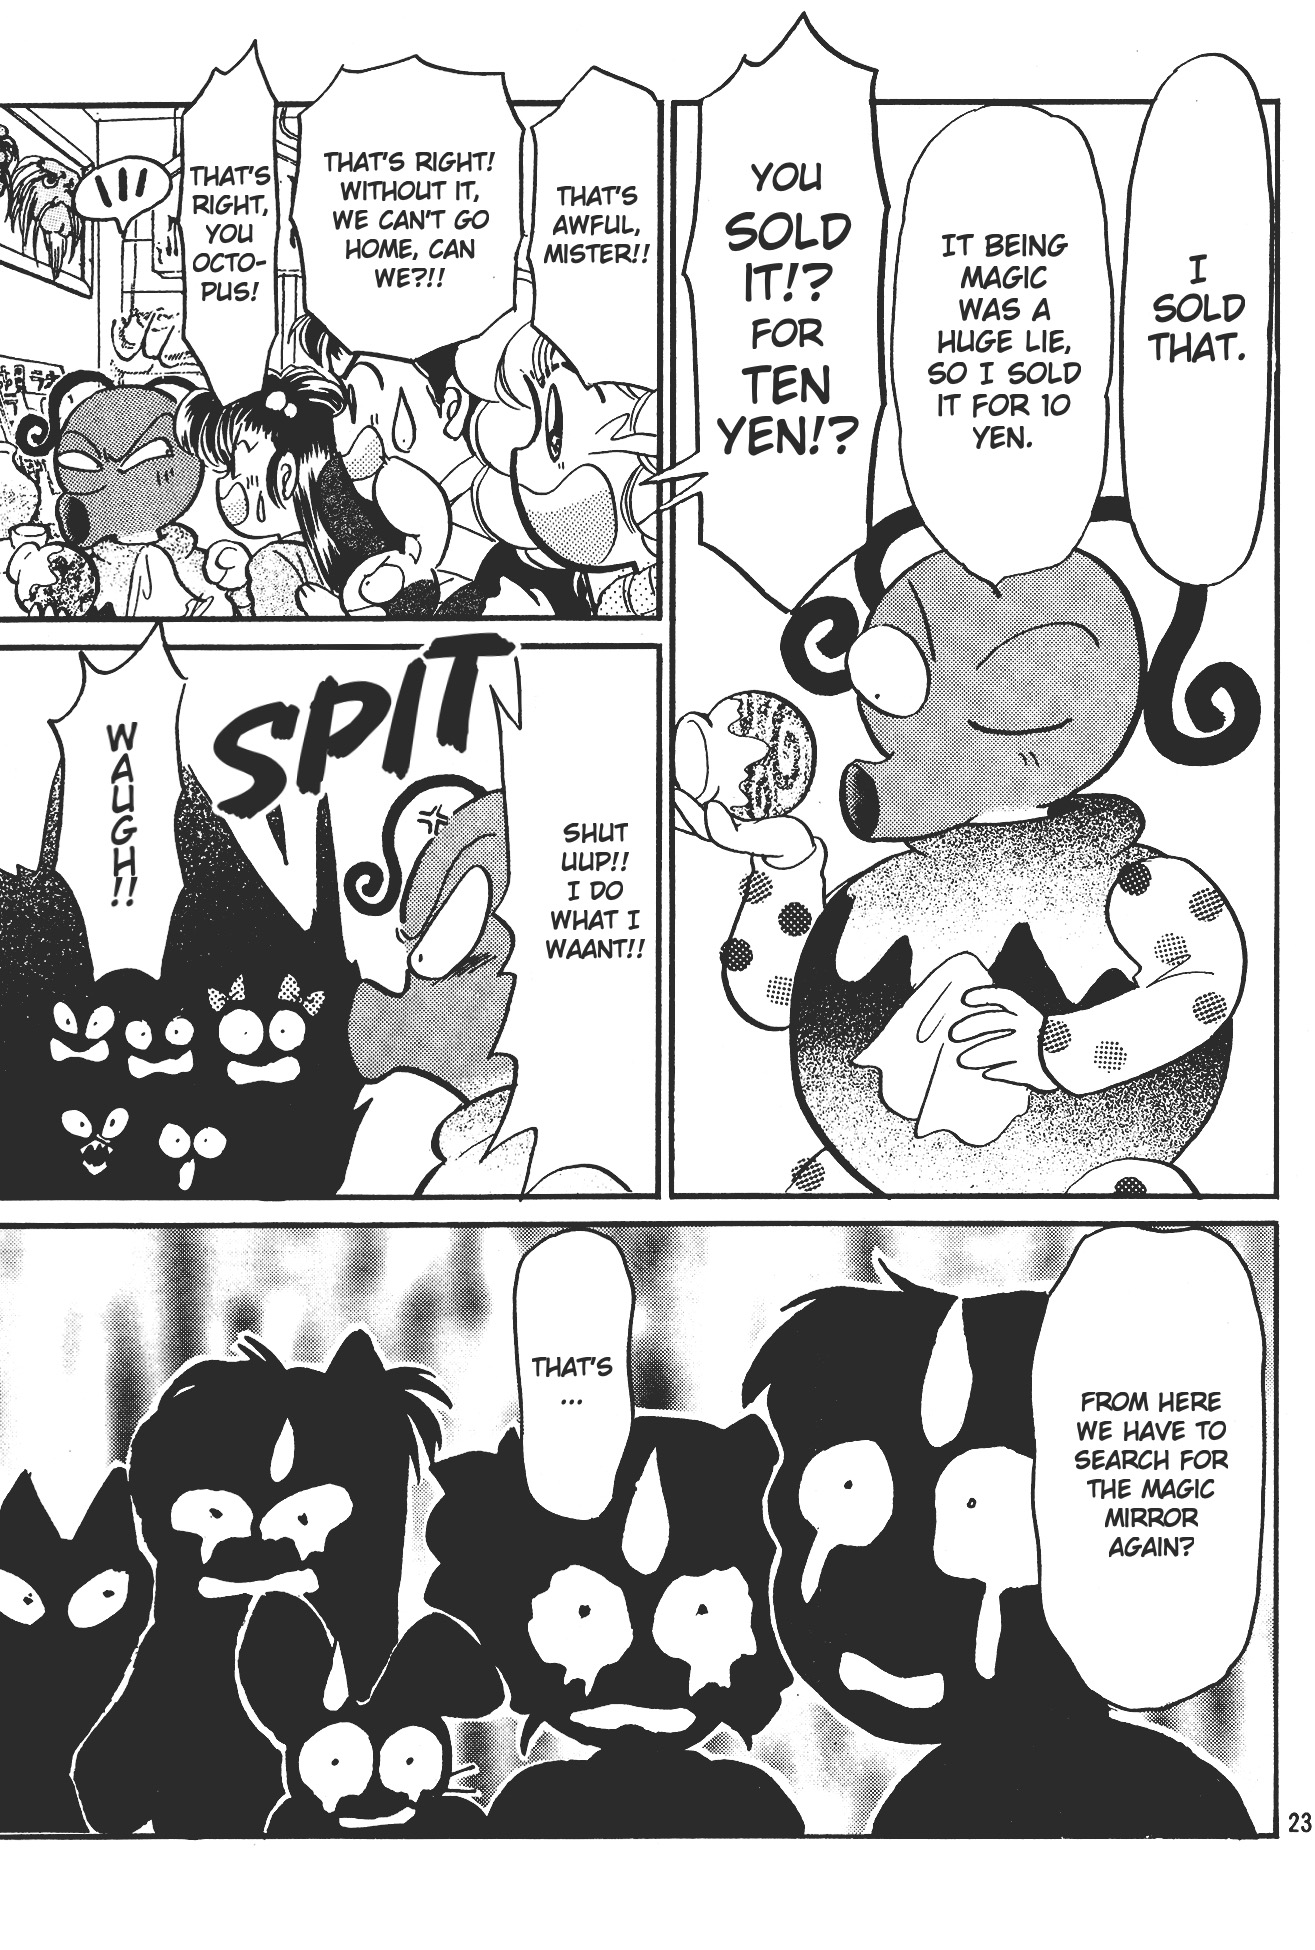 I
SOLD
THAT.
IT BEING
MAGIC
WAS A
HUGE LIE,
SO I SOLD
IT FOR 10
YEN.
YOU
SOLD
IT!?
FOR
TEN
YEN!?
THAT'S
AWFUL,
MISTER!!
THAT'S RIGHT!
WITHOUT IT,
WE CAN'T GO
HOME, CAN
WE?!!
THAT'S
RIGHT,
YOU
OCTO-
PUS!
SHUT
UUP!!
I DO
WHAT I
WAANT!!
SPIT
WAUGH!!
FROM HERE
WE HAVE TO
SEARCH FOR
THE MAGIC
MIRROR
AGAIN?
THAT'S
...
23